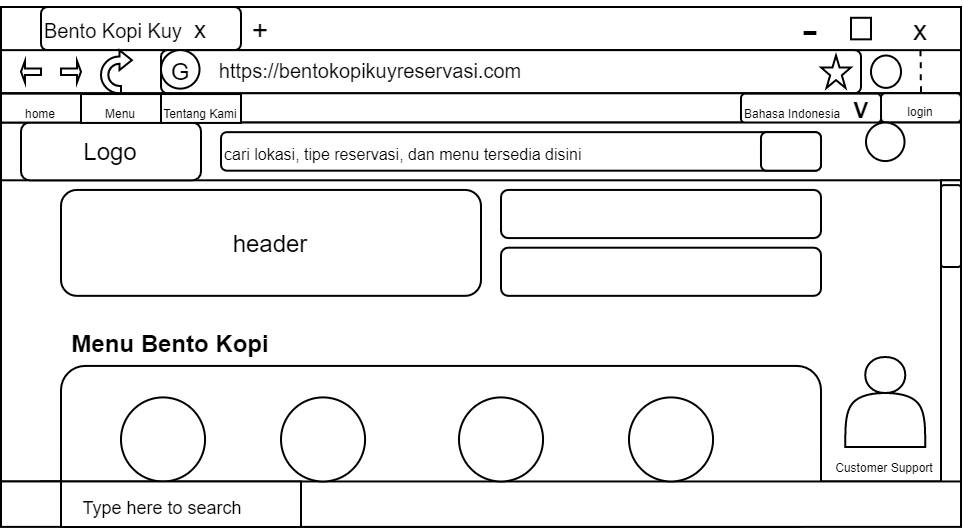 Bento Kopi Kuy x +
- x
G https://bentokopikuyreservasi.com
home Menu Tentang Kami Bahasa Indonesia V login
Logo cari lokasi, tipe reservasi, dan menu tersedia disini
header
Menu Bento Kopi
Customer Support
Type here to search